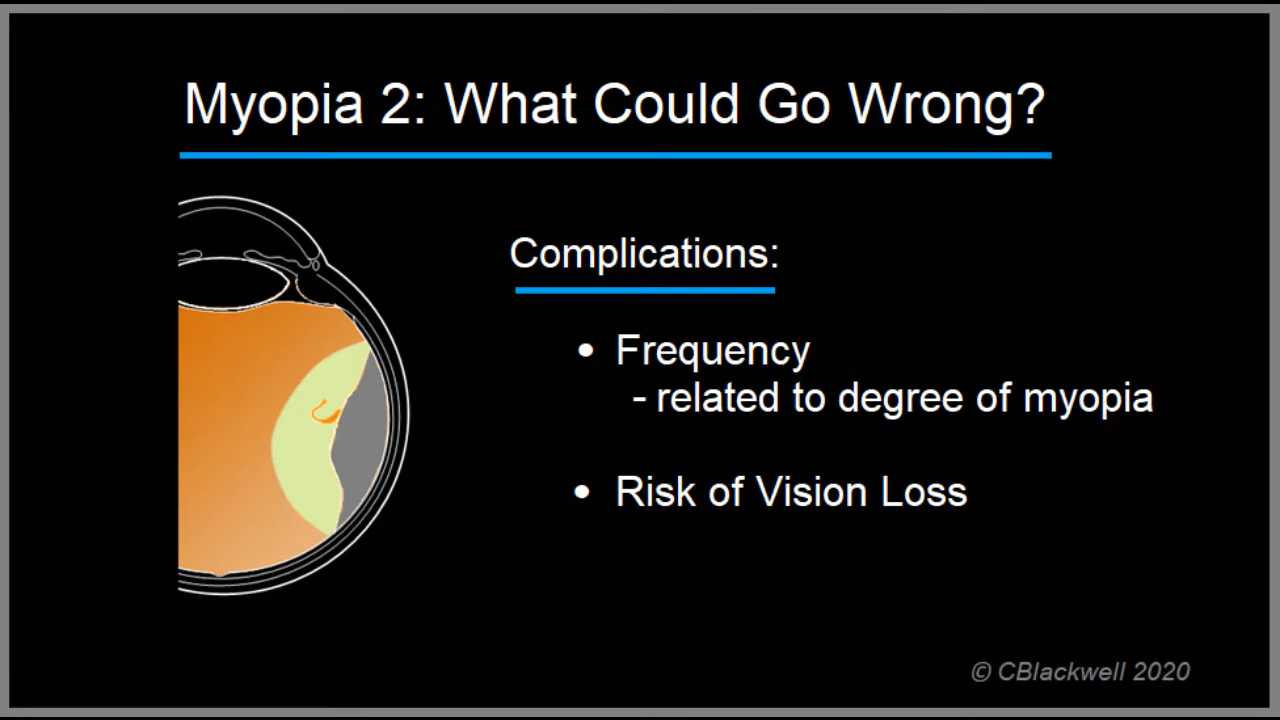 Myopia 2: What Could Go Wrong?
Complications:
• Frequency
- related to degree of myopia
• Risk of Vision Loss
© CBlackwell 2020